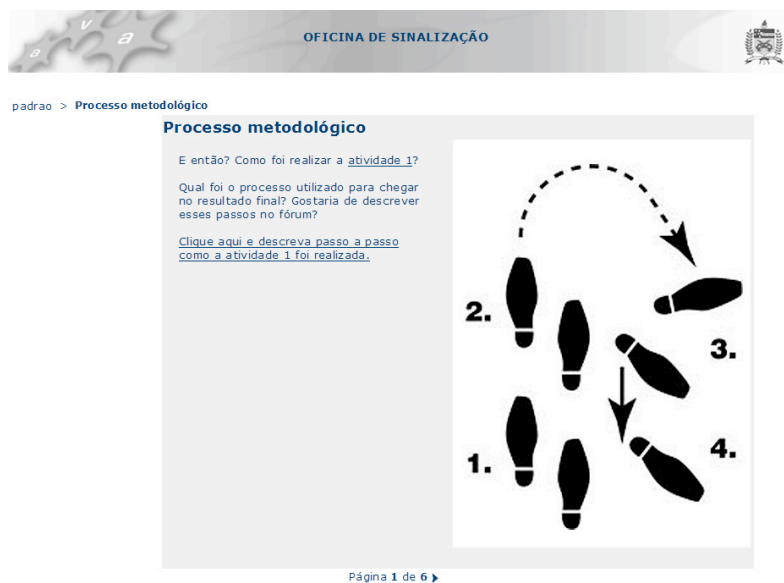 ava
OFICINA DE SINALIZAÇÃO
padrao > Processo metodológico
Processo metodológico
E então? Como foi realizar a atividade 1?
Qual foi o processo utilizado para chegar
no resultado final? Gostaria de descrever
esses passos no fórum?
Clique aqui e descreva passo a passo
como a atividade 1 foi realizada.
2.
3.
1.
4.
Página 1 de 6